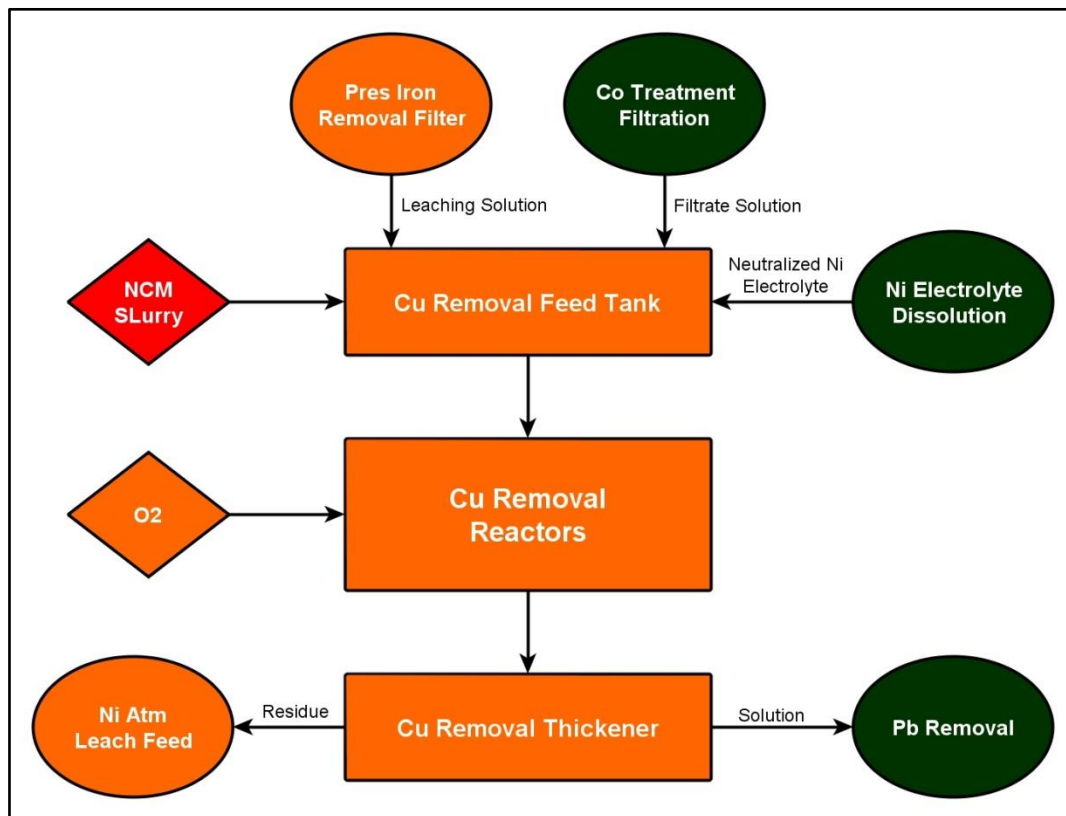 Pres Iron
Removal Filter
Co Treatment
Filtration
Leaching Solution
Filtrate Solution
NCM
SLurry
Cu Removal Feed Tank
Neutralized Ni
Electrolyte
Ni Electrolyte
Dissolution
O2
Cu Removal
Reactors
Ni Atm
Leach Feed
Residue
Cu Removal Thickener
Solution
Pb Removal